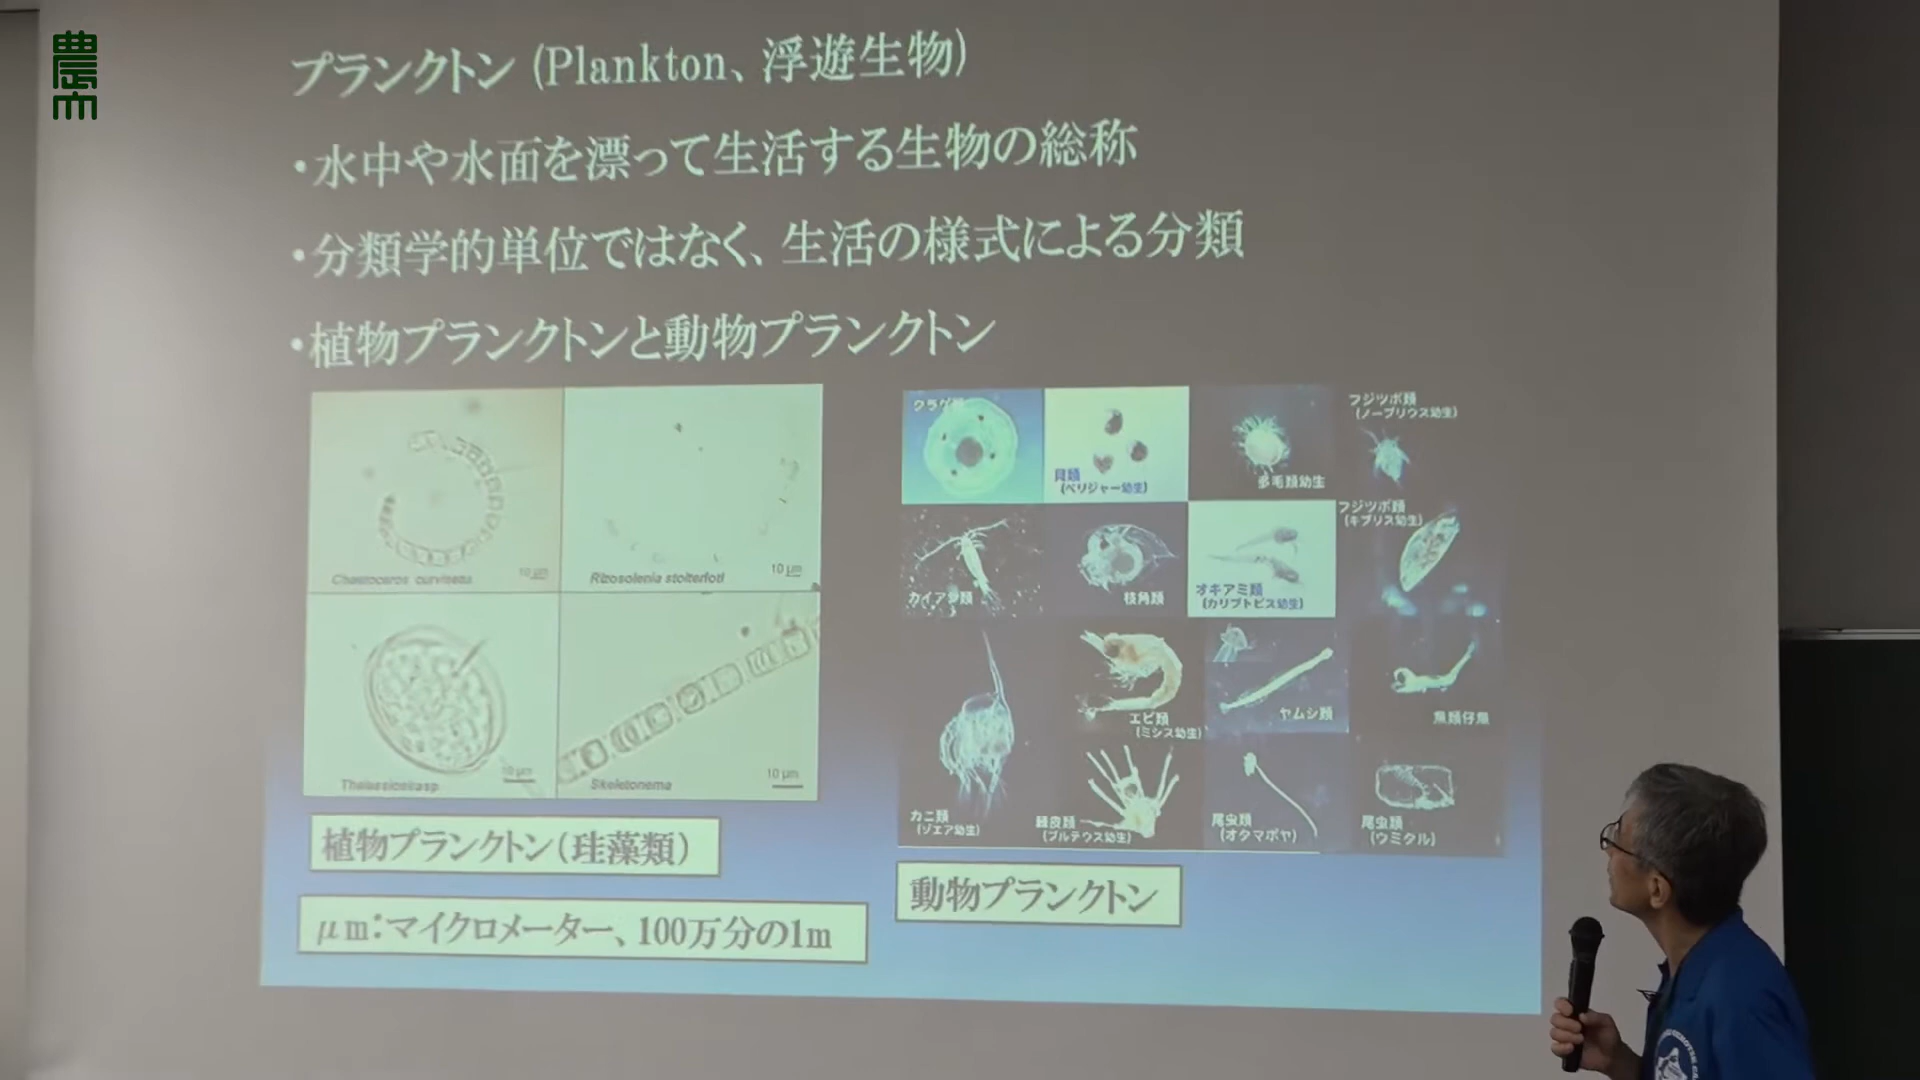 プランクトン (Plankton、浮遊生物)
・水中や水面を漂って生活する生物の総称
・分類学的単位ではなく、生活の様式による分類
・植物プランクトンと動物プランクトン
10 μm
Rizosolenia stolterfoti
10 μm
10 μm
Skeletonema
10 μm
植物プランクトン(珪藻類)
μm:マイクロメーター、100万分の1m
クラゲ類
貝類
(ベリジャー幼生)
多毛類幼生
フジツボ類
(ノープリウス幼生)
カイアシ類
枝角類
オキアミ類
(カリプトピス幼生)
フジツボ類
(キプリス幼生)
カニ類
(ゾエア幼生)
エビ類
(ミシス幼生)
ヤムシ類
魚類仔魚
棘皮類
(プルテウス幼生)
尾虫類
(オタマボヤ)
尾虫類
(ウミタル)
動物プランクトン